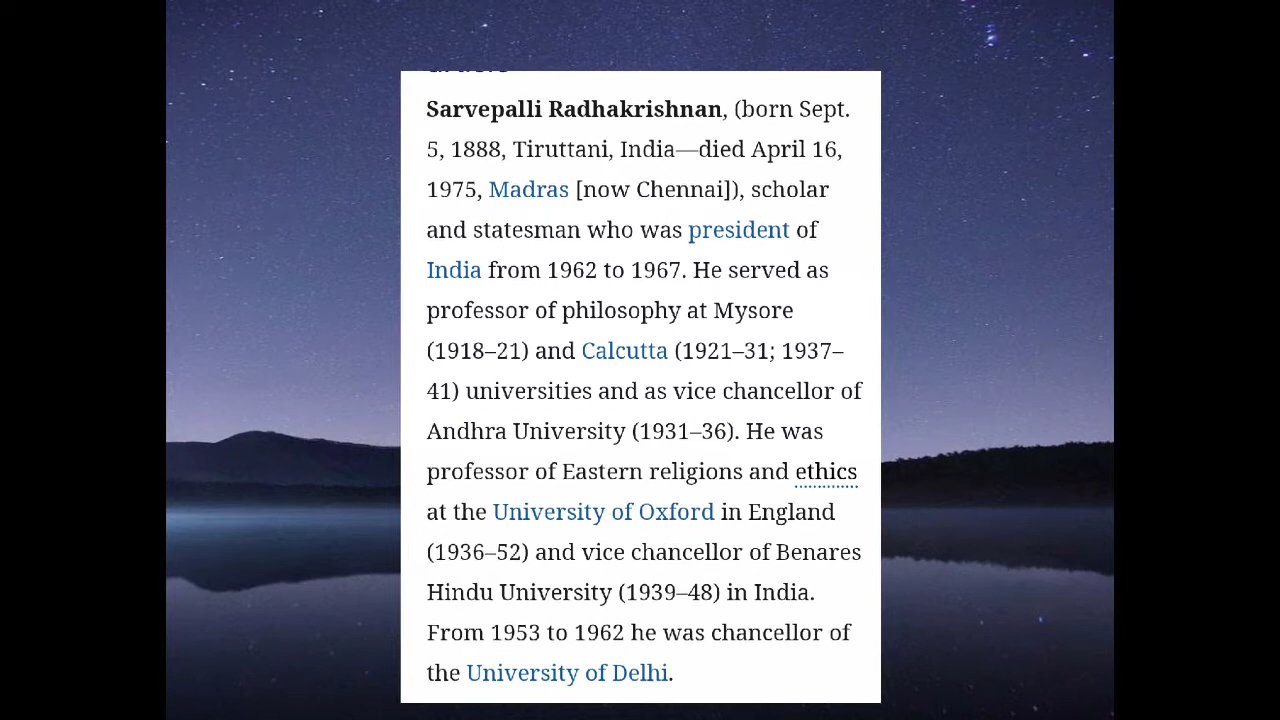 Sarvepalli Radhakrishnan, (born Sept.
5, 1888, Tiruttani, India—died April 16,
1975, Madras [now Chennai]), scholar
and statesman who was president of
India from 1962 to 1967. He served as
professor of philosophy at Mysore
(1918–21) and Calcutta (1921–31; 1937–
41) universities and as vice chancellor of
Andhra University (1931–36). He was
professor of Eastern religions and ethics
at the University of Oxford in England
(1936–52) and vice chancellor of Benares
Hindu University (1939–48) in India.
From 1953 to 1962 he was chancellor of
the University of Delhi.